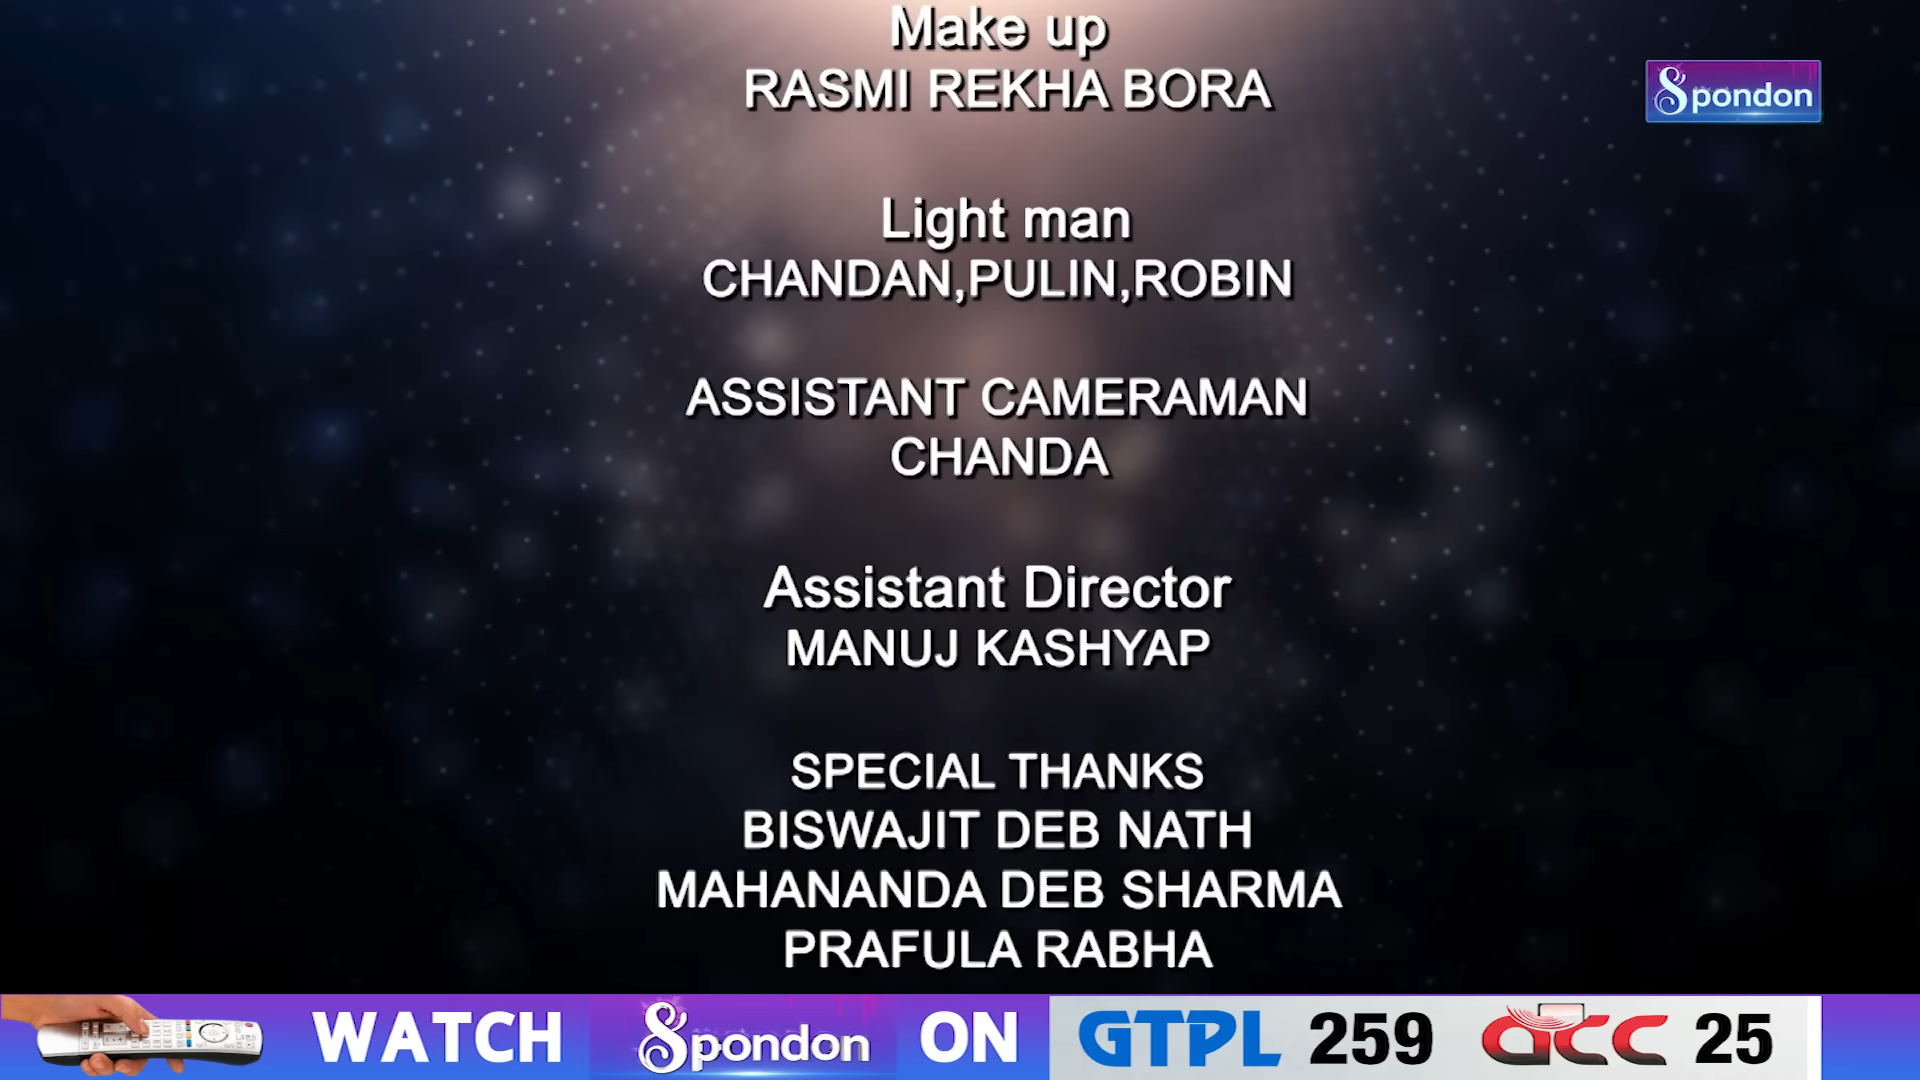 Make up
RASMI REKHA BORA
Spondon
Light man
CHANDAN,PULIN,ROBIN
ASSISTANT CAMERAMAN
CHANDA
Assistant Director
MANUJ KASHYAP
SPECIAL THANKS
BISWAJIT DEB NATH
MAHANANDA DEB SHARMA
PRAFULA RABHA
WATCH Spondon ON GTPL 259 acc 25